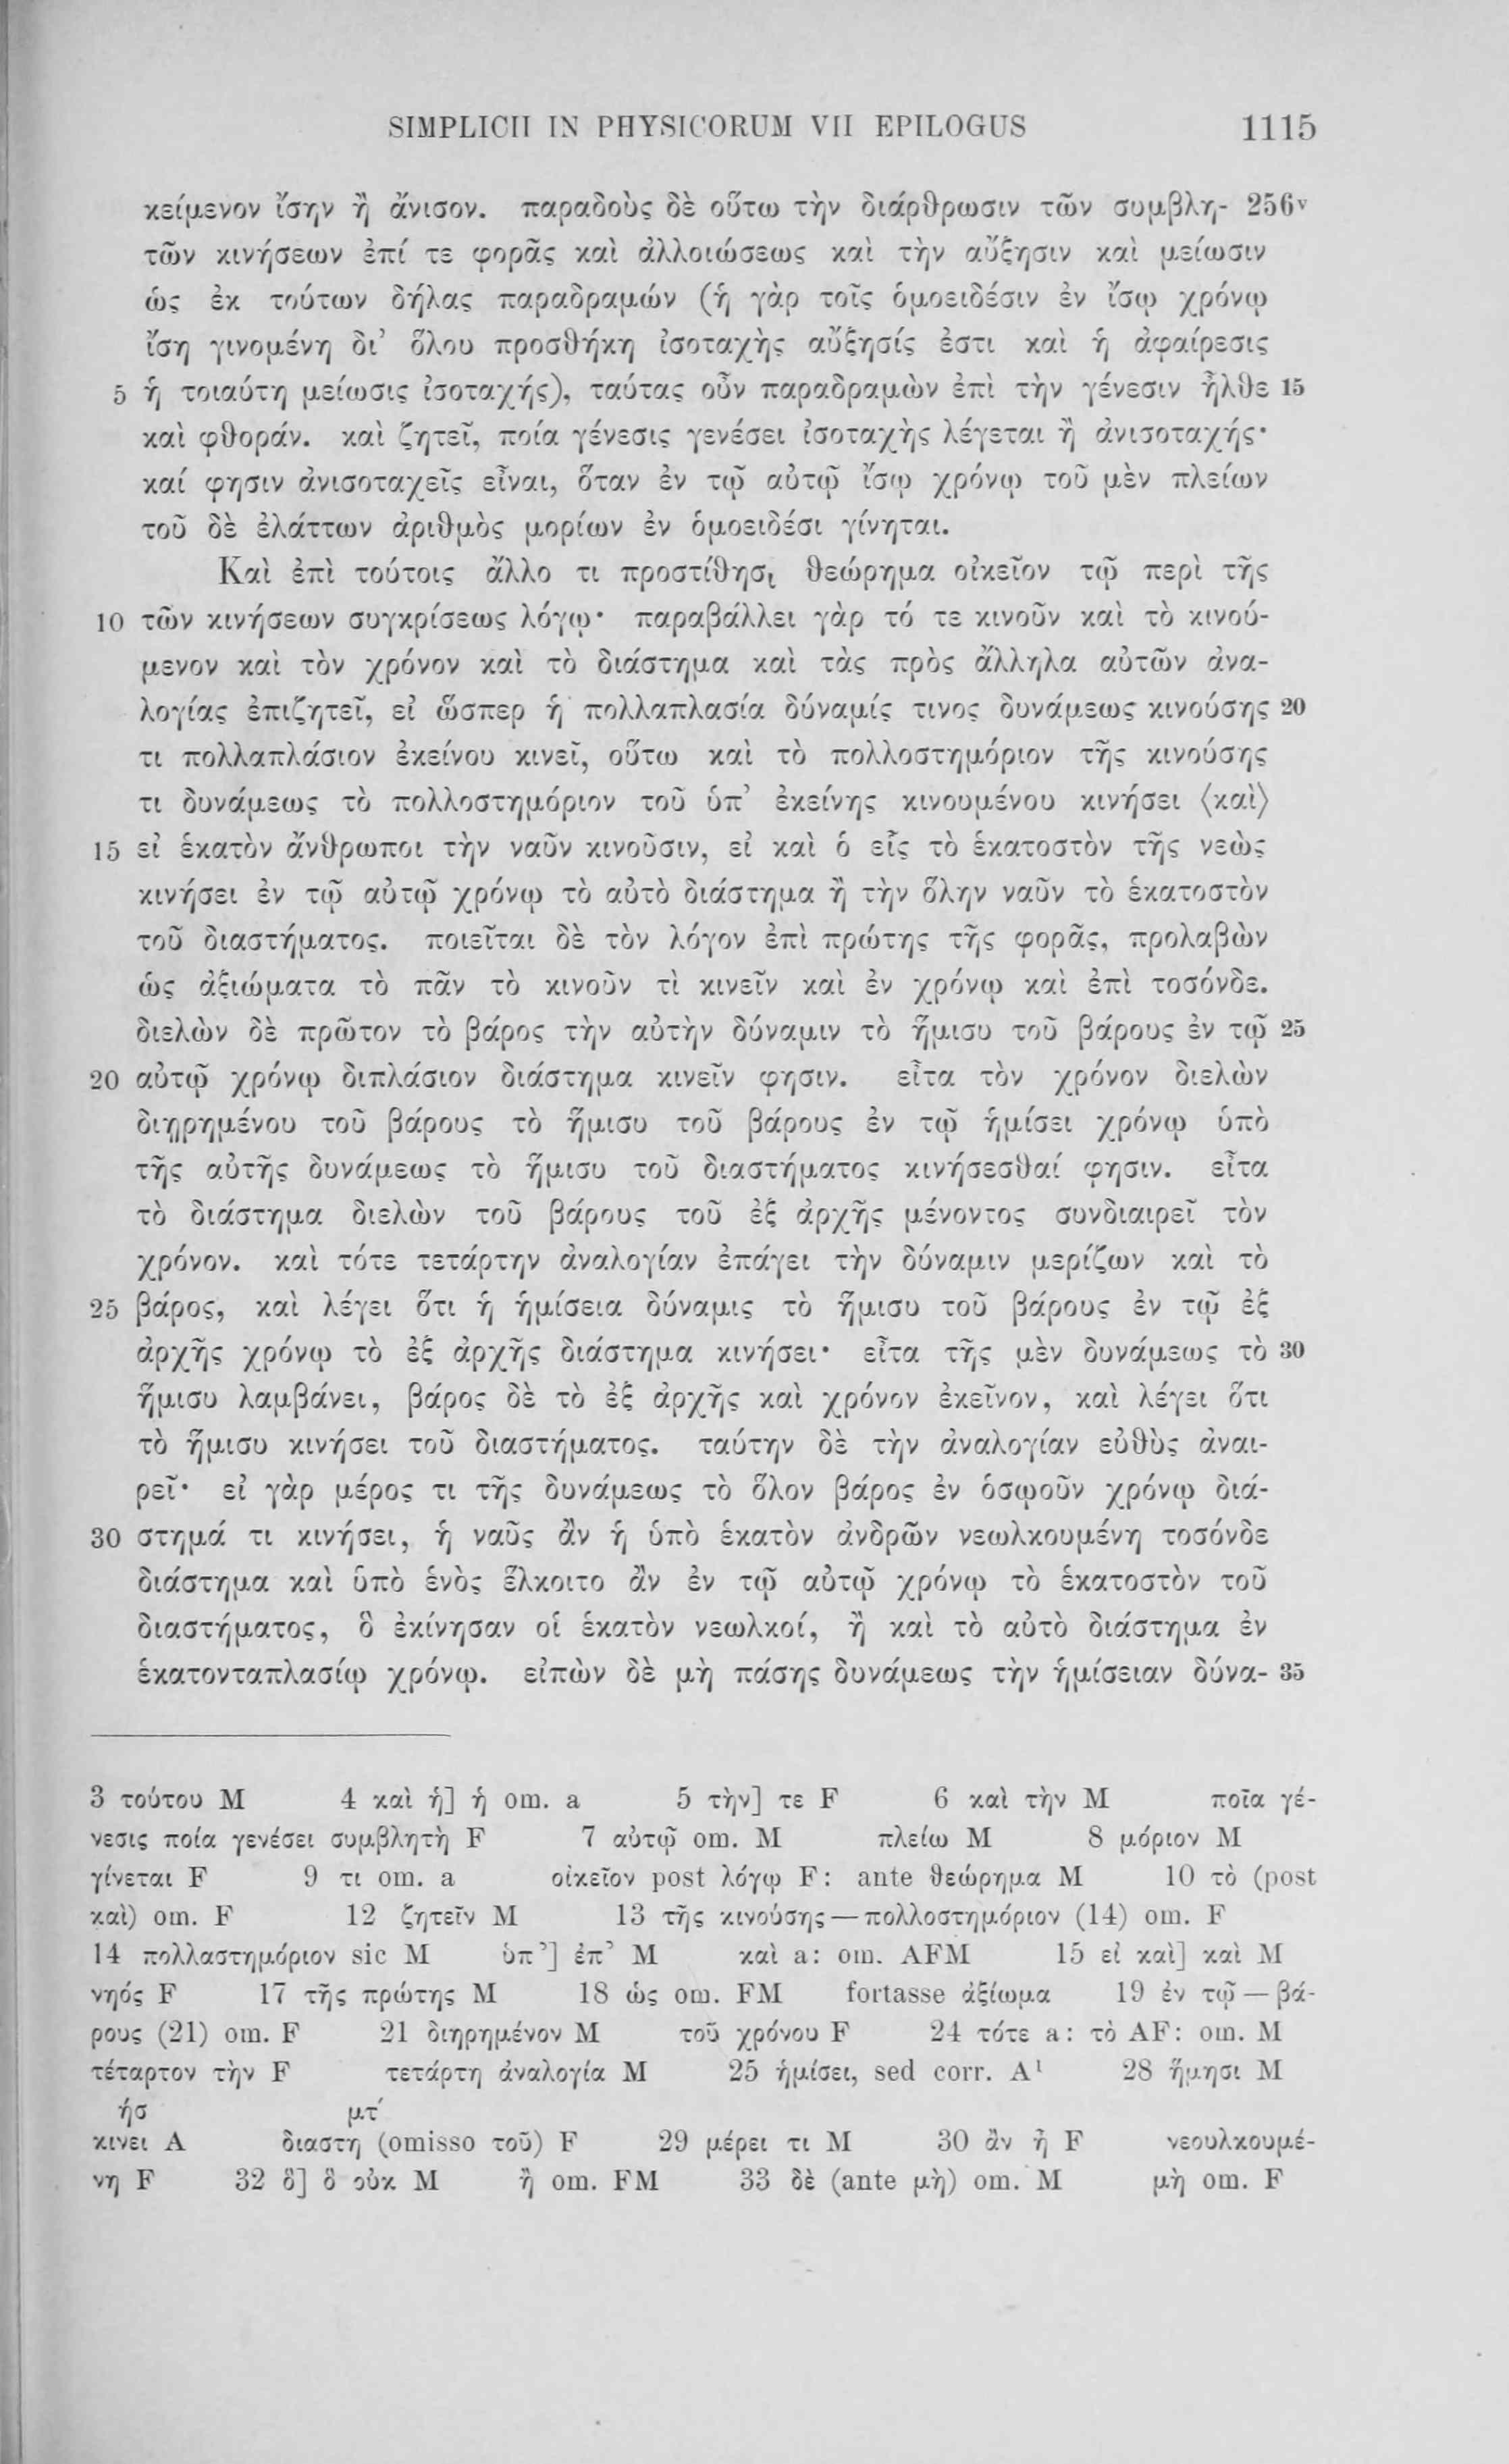 SIMPLICII IN PHYSICORUM VII EPILOGUS 1115
κείμενον ἴσην ἢ ἄνισον. παραδοὺς δὲ οὕτω τὴν διάρθρωσιν τῶν συμβλη- 256v
τῶν κινήσεων ἐπί τε φορᾶς καὶ ἀλλοιώσεως καὶ τὴν αὔξησιν καὶ μείωσιν
ὡς ἐκ τούτων δήλας παραδραμών (ἡ γὰρ τοῖς ὁμοειδέσιν ἐν ἴσῳ χρόνῳ
ἴση γινομένη δι' ὅλου προσθήκη ἰσοταχὴς αὔξησίς ἐστι καὶ ἡ ἀφαίρεσις
5 ἡ τοιαύτη μείωσις ἰσοταχής), ταύτας οὖν παραδραμὼν ἐπὶ τὴν γένεσιν ἦλθε 15
καὶ φθοράν. καὶ ζητεῖ, ποία γένεσις γενέσει ἰσοταχὴς λέγεται ἢ ἀνισοταχής·
καί φησιν ἀνισοταχεῖς εἶναι, ὅταν ἐν τῷ αὐτῷ ἴσῳ χρόνῳ τοῦ μὲν πλείων
τοῦ δὲ ἐλάττων ἀριθμὸς μορίων ἐν ὁμοειδέσι γίνηται.
Καὶ ἐπὶ τούτοις ἄλλο τι προστίθησι θεώρημα οἰκεῖον τῷ περὶ τῆς
10 τῶν κινήσεων συγκρίσεως λόγῳ· παραβάλλει γὰρ τό τε κινοῦν καὶ τὸ κινού-
μενον καὶ τὸν χρόνον καὶ τὸ διάστημα καὶ τὰς πρὸς ἄλληλα αὐτῶν ἀνα-
λογίας ἐπιζητεῖ, εἰ ὥσπερ ἡ πολλαπλασία δύναμίς τινος δυνάμεως κινούσης 20
τι πολλαπλάσιον ἐκείνου κινεῖ, οὕτω καὶ τὸ πολλοστημόριον τῆς κινούσης
τι δυνάμεως τὸ πολλοστημόριον τοῦ ὑπ' ἐκείνης κινουμένου κινήσει ⟨καὶ⟩
15 εἰ ἑκατὸν ἄνθρωποι τὴν ναῦν κινοῦσιν, εἰ καὶ ὁ εἷς τὸ ἑκατοστὸν τῆς νεὼς
κινήσει ἐν τῷ αὐτῷ χρόνῳ τὸ αὐτὸ διάστημα ἢ τὴν ὅλην ναῦν τὸ ἑκατοστὸν
τοῦ διαστήματος. ποιεῖται δὲ τὸν λόγον ἐπὶ πρώτης τῆς φορᾶς, προλαβὼν
ὡς ἀξιώματα τὸ πᾶν τὸ κινοῦν τὶ κινεῖν καὶ ἐν χρόνῳ καὶ ἐπὶ τοσόνδε.
διελὼν δὲ πρῶτον τὸ βάρος τὴν αὐτὴν δύναμιν τὸ ἥμισυ τοῦ βάρους ἐν τῷ 25
20 αὐτῷ χρόνῳ διπλάσιον διάστημα κινεῖν φησιν. εἶτα τὸν χρόνον διελὼν
διῃρημένου τοῦ βάρους τὸ ἥμισυ τοῦ βάρους ἐν τῷ ἡμίσει χρόνῳ ὑπὸ
τῆς αὐτῆς δυνάμεως τὸ ἥμισυ τοῦ διαστήματος κινήσεσθαί φησιν. εἶτα
τὸ διάστημα διελὼν τοῦ βάρους τοῦ ἐξ ἀρχῆς μένοντος συνδιαιρεῖ τὸν
χρόνον. καὶ τότε τετάρτην ἀναλογίαν ἐπάγει τὴν δύναμιν μερίζων καὶ τὸ
25 βάρος, καὶ λέγει ὅτι ἡ ἡμίσεια δύναμις τὸ ἥμισυ τοῦ βάρους ἐν τῷ ἐξ
ἀρχῆς χρόνῳ τὸ ἐξ ἀρχῆς διάστημα κινήσει· εἶτα τῆς μὲν δυνάμεως τὸ 30
ἥμισυ λαμβάνει, βάρος δὲ τὸ ἐξ ἀρχῆς καὶ χρόνον ἐκεῖνον, καὶ λέγει ὅτι
τὸ ἥμισυ κινήσει τοῦ διαστήματος. ταύτην δὲ τὴν ἀναλογίαν εὐθὺς ἀναι-
ρεῖ· εἰ γὰρ μέρος τι τῆς δυνάμεως τὸ ὅλον βάρος ἐν ὁσῳοῦν χρόνῳ διά-
30 στημά τι κινήσει, ἡ ναῦς ἂν ἡ ὑπὸ ἑκατὸν ἀνδρῶν νεωλκουμένη τοσόνδε
διάστημα καὶ ὑπὸ ἑνὸς ἕλκοιτο ἂν ἐν τῷ αὐτῷ χρόνῳ τὸ ἑκατοστὸν τοῦ
διαστήματος, ὃ ἐκίνησαν οἱ ἑκατὸν νεωλκοί, ἢ καὶ τὸ αὐτὸ διάστημα ἐν
ἑκατονταπλασίῳ χρόνῳ. εἰπὼν δὲ μὴ πάσης δυνάμεως τὴν ἡμίσειαν δύνα- 35
3 τούτου M 4 καὶ ἡ] ἡ om. a 5 τὴν] τε F 6 καὶ τὴν M ποῖα γέ-
νεσις ποία γενέσει συμβλητὴ F 7 αὐτῷ om. M πλείω M 8 μόριον M
γίνεται F 9 τι om. a οἰκεῖον post λόγῳ F: ante θεώρημα M 10 τὸ (post
καὶ) om. F 12 ζητεῖν M 13 τῆς κινούσης — πολλοστημόριον (14) om. F
14 πολλαστημόριον sic M ὑπ'] ἐπ' M καὶ a: om. AFM 15 εἰ καὶ] καὶ M
νηός F 17 τῆς πρώτης M 18 ὡς om. FM fortasse ἀξίωμα 19 ἐν τῷ — βά-
ρους (21) om. F 21 διηρημένον M τοῦ χρόνου F 24 τότε a: τὸ AF: om. M
τέταρτον τὴν F τετάρτη ἀναλογία M 25 ἡμίσει, sed corr. A¹ 28 ἥμησι M
ήσ μτ´
κινει A διαστη (omisso τοῦ) F 29 μέρει τι M 30 ἂν ἦ F νεουλκουμέ-
νη F 32 ὃ] ὃ οὐκ M ἢ om. FM 33 δὲ (ante μὴ) om. M μὴ om. F